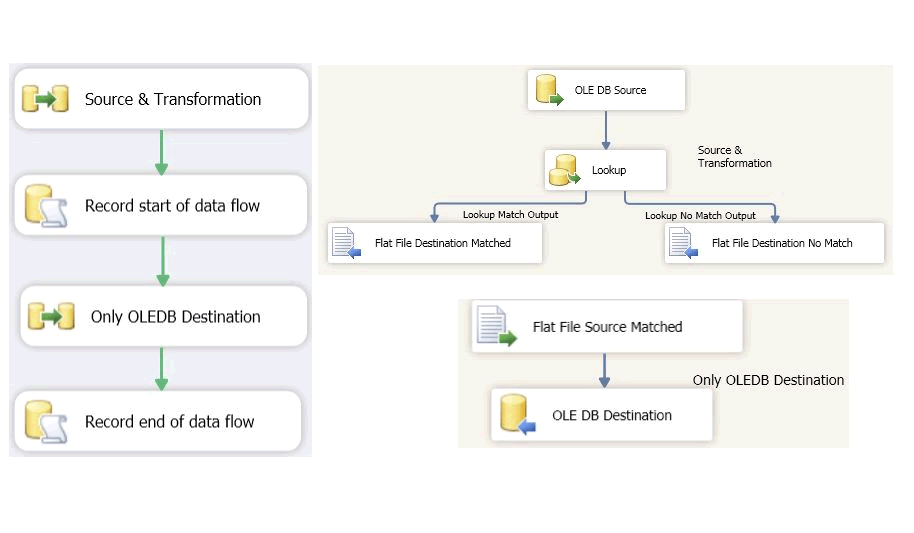 Source & Transformation
Record start of data flow
Only OLEDB Destination
Record end of data flow
OLE DB Source
Lookup
Source &
Transformation
Lookup Match Output
Lookup No Match Output
Flat File Destination Matched
Flat File Destination No Match
Flat File Source Matched
Only OLEDB Destination
OLE DB Destination